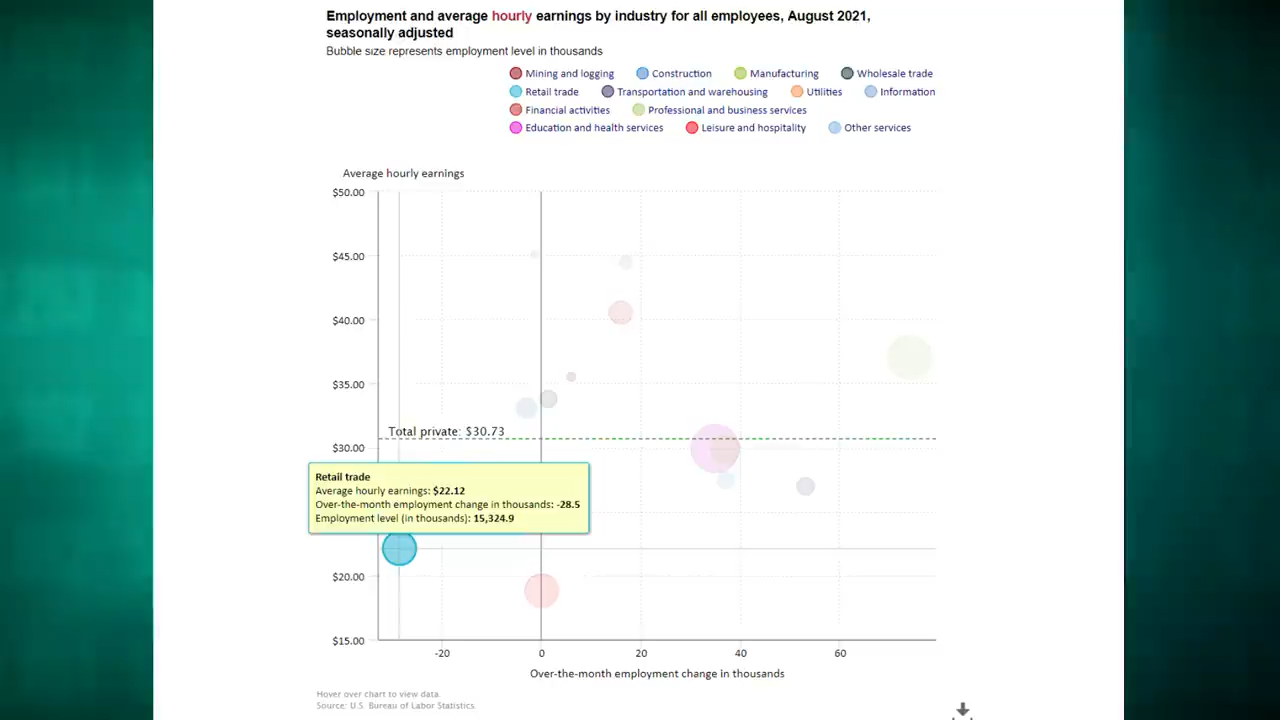 Employment and average hourly earnings by industry for all employees, August 2021,
seasonally adjusted
Bubble size represents employment level in thousands
Mining and logging Construction Manufacturing Wholesale trade
Retail trade Transportation and warehousing Utilities Information
Financial activities Professional and business services
Education and health services Leisure and hospitality Other services
Average hourly earnings
$50.00
$45.00
$40.00
$35.00
Total private: $30.73
$30.00
Retail trade
Average hourly earnings: $22.12
Over-the-month employment change in thousands: -28.5
Employment level (in thousands): 15,324.9
$20.00
$15.00
-20 0 20 40 60
Over-the-month employment change in thousands
Hover over chart to view data.
Source: U.S. Bureau of Labor Statistics.